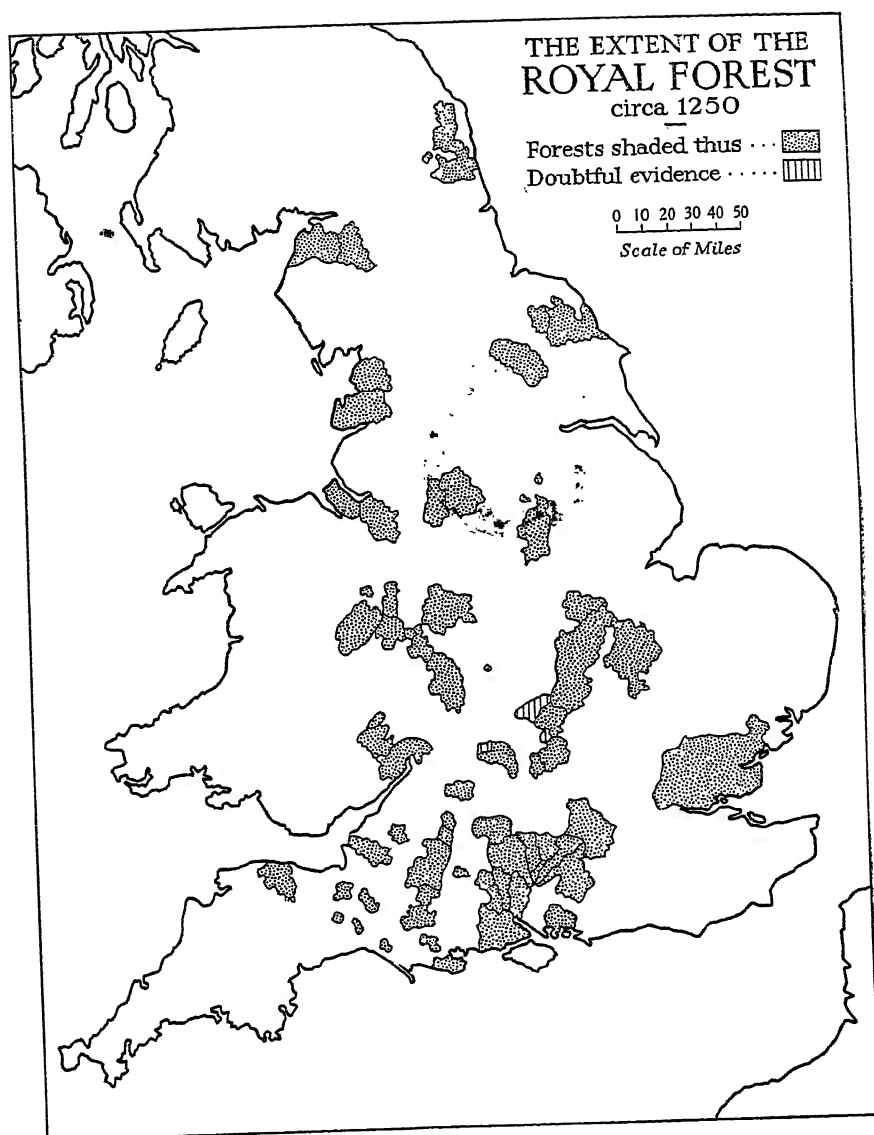 THE EXTENT OF THE
ROYAL FOREST
circa 1250
Forests shaded thus ...
Doubtful evidence .....
0 10 20 30 40 50
Scale of Miles